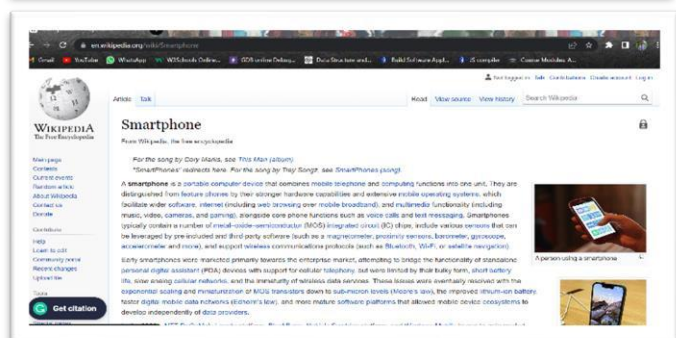 en.wikipedia.org/wiki/Smartphone
Gmail YouTube WhatsApp W3Schools Online... GDB online Debug... Data Structure and... Build Software Appl... JS compiler Course Modules: A...
Not logged in Talk Contributions Create account Log in
Article Talk Read View source View history Search Wikipedia
WIKIPEDIA
The Free Encyclopedia
Smartphone
From Wikipedia, the free encyclopedia
Main page
Contents
Current events
Random article
About Wikipedia
Contact us
Donate
Contribute
Help
Learn to edit
Community portal
Recent changes
Upload file
Tools
Get citation
For the song by Cory Marks, see This Man (album).
"SmartPhones" redirects here. For the song by Trey Songz, see SmartPhones (song).
A smartphone is a portable computer device that combines mobile telephone and computing functions into one unit. They are
distinguished from feature phones by their stronger hardware capabilities and extensive mobile operating systems, which
facilitate wider software, internet (including web browsing over mobile broadband), and multimedia functionality (including
music, video, cameras, and gaming), alongside core phone functions such as voice calls and text messaging. Smartphones
typically contain a number of metal–oxide–semiconductor (MOS) integrated circuit (IC) chips, include various sensors that can
be leveraged by pre-included and third-party software (such as a magnetometer, proximity sensors, barometer, gyroscope,
accelerometer and more), and support wireless communications protocols (such as Bluetooth, Wi-Fi, or satellite navigation).
Early smartphones were marketed primarily towards the enterprise market, attempting to bridge the functionality of standalone
personal digital assistant (PDA) devices with support for cellular telephony, but were limited by their bulky form, short battery
life, slow analog cellular networks, and the immaturity of wireless data services. These issues were eventually resolved with the
exponential scaling and miniaturization of MOS transistors down to sub-micron levels (Moore's law), the improved lithium-ion battery,
faster digital mobile data networks (Edholm's law), and more mature software platforms that allowed mobile device ecosystems to
develop independently of data providers.
A person using a smartphone